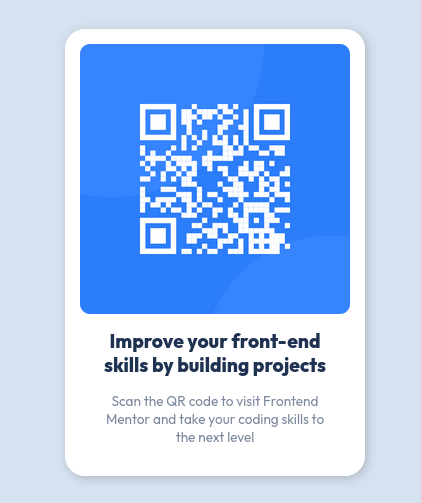 Improve your front-end
skills by building projects
Scan the QR code to visit Frontend
Mentor and take your coding skills to
the next level